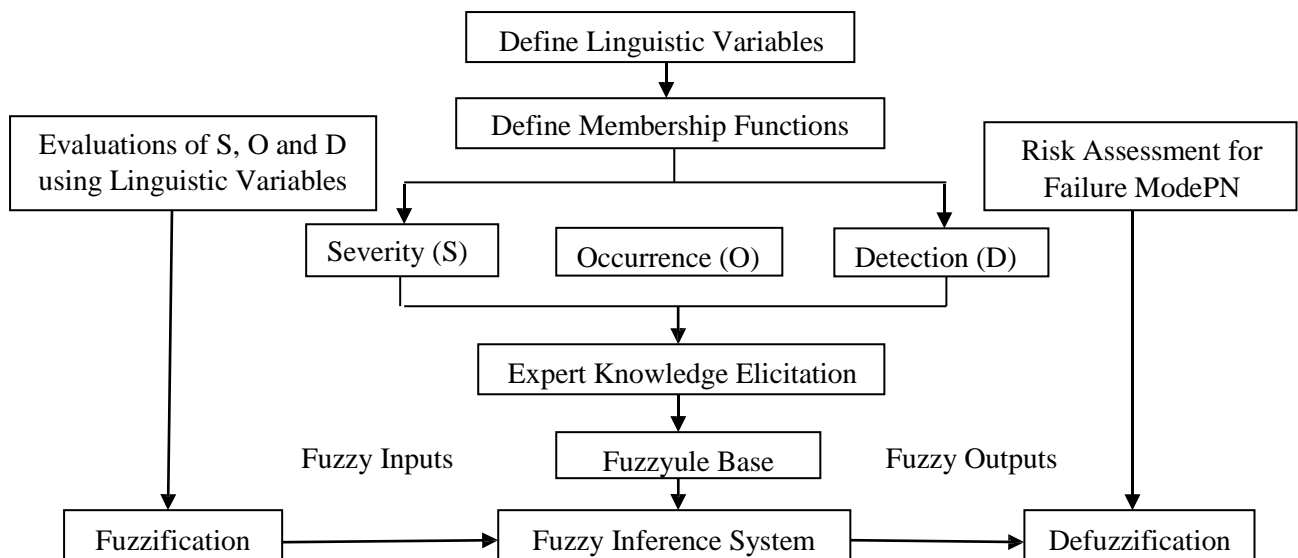 Define Linguistic Variables
Define Membership Functions
Evaluations of S, O and D
using Linguistic Variables
Risk Assessment for
Failure ModePN
Severity (S)
Occurrence (O)
Detection (D)
Expert Knowledge Elicitation
Fuzzy Inputs
Fuzzyule Base
Fuzzy Outputs
Fuzzification
Fuzzy Inference System
Defuzzification